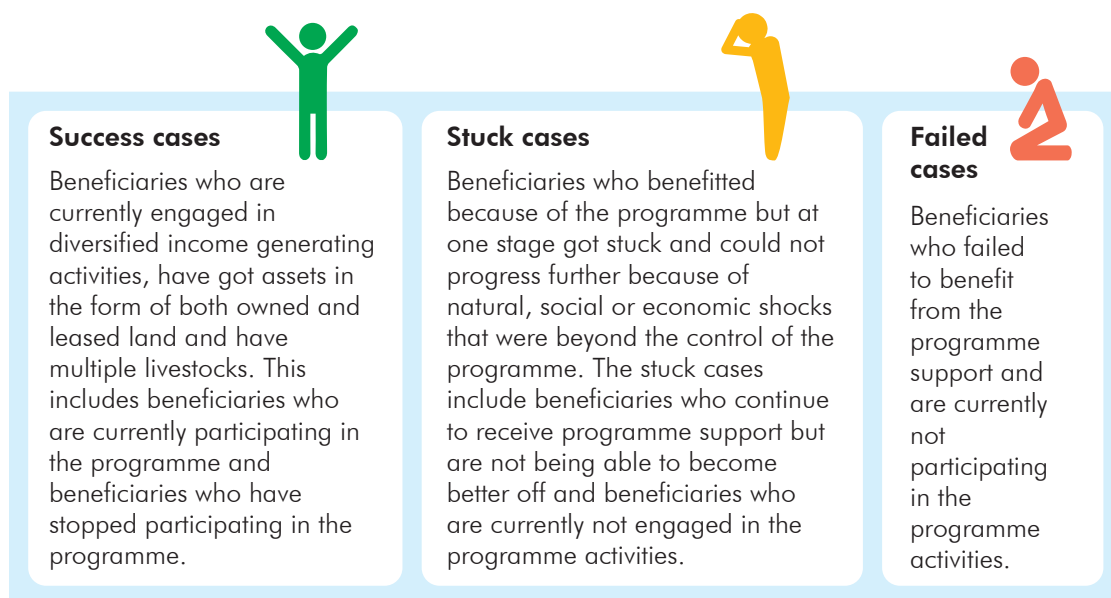 Success cases
Beneficiaries who are
currently engaged in
diversified income generating
activities, have got assets in
the form of both owned and
leased land and have
multiple livestocks. This
includes beneficiaries who
are currently participating in
the programme and
beneficiaries who have
stopped participating in the
programme.
Stuck cases
Beneficiaries who benefitted
because of the programme but at
one stage got stuck and could not
progress further because of
natural, social or economic shocks
that were beyond the control of the
programme. The stuck cases
include beneficiaries who continue
to receive programme support but
are not being able to become
better off and beneficiaries who
are currently not engaged in the
programme activities.
Failed
cases
Beneficiaries
who failed
to benefit
from the
programme
support and
are currently
not
participating
in the
programme
activities.